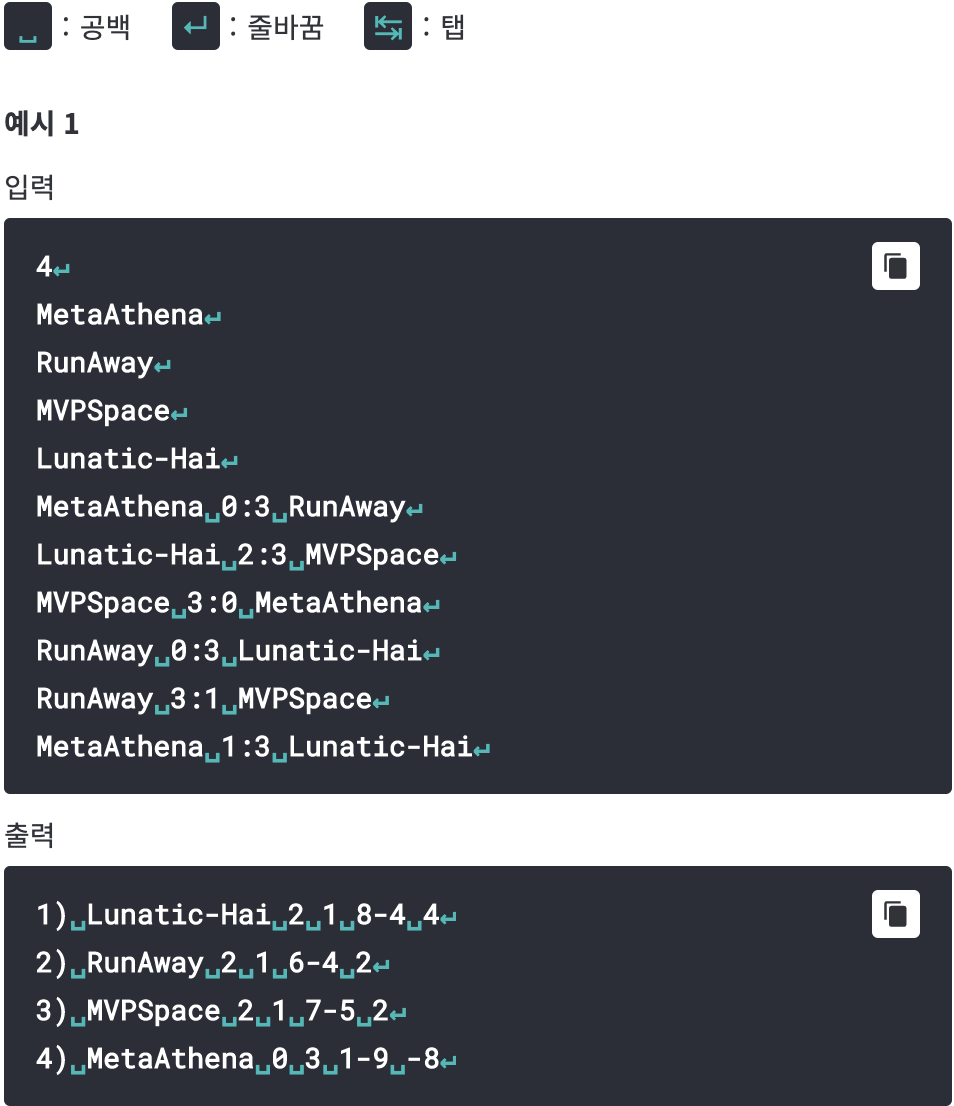 ␣ : 공백 ↵ : 줄바꿈 ↹ : 탭
예시 1
입력
4↵
MetaAthena↵
RunAway↵
MVPSpace↵
Lunatic-Hai↵
MetaAthena␣0:3␣RunAway↵
Lunatic-Hai␣2:3␣MVPSpace↵
MVPSpace␣3:0␣MetaAthena↵
RunAway␣0:3␣Lunatic-Hai↵
RunAway␣3:1␣MVPSpace↵
MetaAthena␣1:3␣Lunatic-Hai↵
출력
1)␣Lunatic-Hai␣2␣1␣8-4␣4↵
2)␣RunAway␣2␣1␣6-4␣2↵
3)␣MVPSpace␣2␣1␣7-5␣2↵
4)␣MetaAthena␣0␣3␣1-9␣-8↵